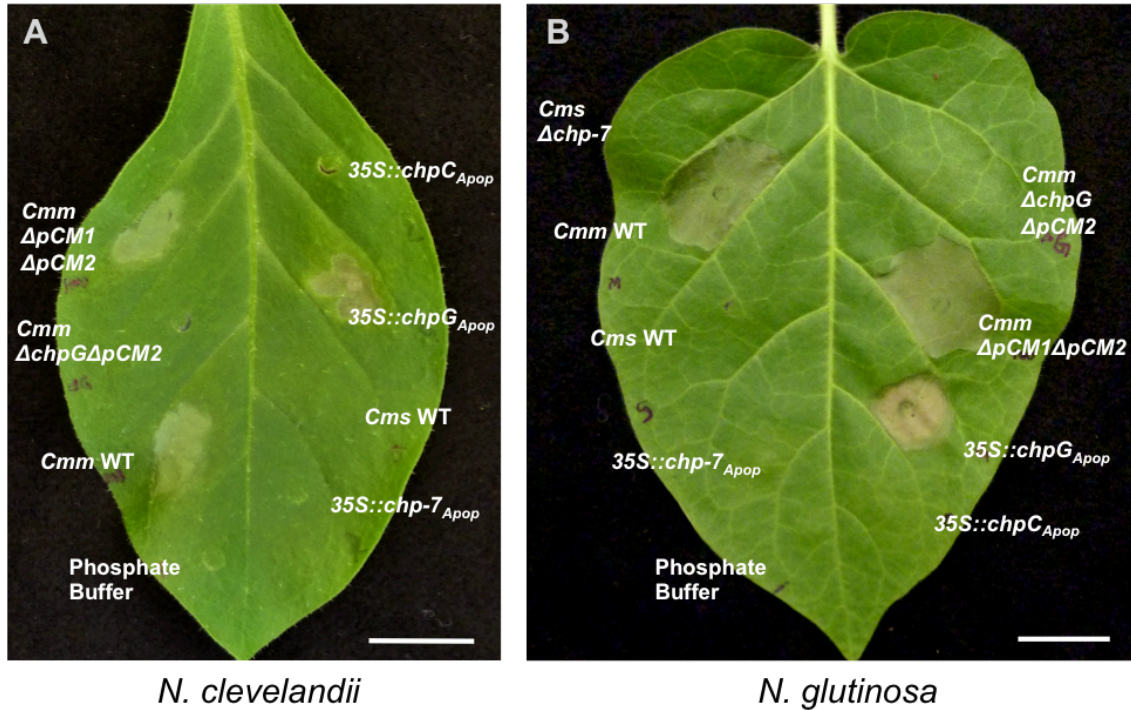 A
35S::chpCApop
Cmm
ΔpCM1
ΔpCM2
35S::chpGApop
Cmm
ΔchpGΔpCM2
Cms WT
Cmm WT
35S::chp-7Apop
Phosphate
Buffer
N. clevelandii
B
Cms
Δchp-7
Cmm
ΔchpG
ΔpCM2
Cmm WT
M
Cms WT
Cmm
ΔpCM1ΔpCM2
S
35S::chp-7Apop
35S::chpGApop
35S::chpCApop
Phosphate
Buffer
N. glutinosa